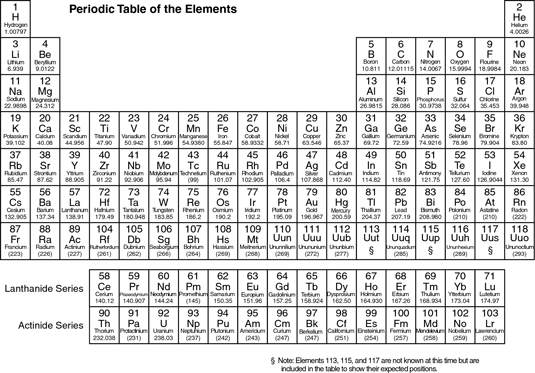 1 Periodic Table of the Elements 2
H He
Hydrogen Helium
1.00797 4.0026
3 4 5 6 7 8 9 10
Li Be B C N O F Ne
Lithium Beryllium Boron Carbon Nitrogen Oxygen Flourine Neon
6.939 9.0122 10.811 12.01115 14.0067 15.9994 18.9984 20.183
11 12 13 14 15 16 17 18
Na Mg Al Si P S Cl Ar
Sodium Magnesium Aluminum Silicon Phosphorus Sulfur Chlorine Argon
22.9898 24.312 26.9815 28.086 30.9738 32.064 35.453 39.948
19 20 21 22 23 24 25 26 27 28 29 30 31 32 33 34 35 36
K Ca Sc Ti V Cr Mn Fe Co Ni Cu Zn Ga Ge As Se Br Kr
Potassium Calcium Scandium Titanium Vanadium Chromium Manganese Iron Cobalt Nickel Copper Zinc Gallium Germanium Arsenic Selenium Bromine Krypton
39.102 40.08 44.956 47.90 50.942 51.996 54.9380 55.847 58.9332 58.71 63.546 65.37 69.72 72.59 74.9216 78.96 79.904 83.80
37 38 39 40 41 42 43 44 45 46 47 48 49 50 51 52 53 54
Rb Sr Y Zr Nb Mo Tc Ru Rh Pd Ag Cd In Sn Sb Te I Xe
Rubidium Strontium Yttrium Zirconium Niobium Molybdenum Technetium Ruthenium Rhodium Palladium Silver Cadmium Indium Tin Antimony Tellurium Iodine Xenon
85.47 87.62 88.905 91.22 92.906 95.94 (99) 101.07 102.905 106.4 107.868 112.40 114.82 118.69 121.75 127.60 126.9044 131.30
55 56 57 72 73 74 75 76 77 78 79 80 81 82 83 84 85 86
Cs Ba La Hf Ta W Re Os Ir Pt Au Hg Tl Pb Bi Po At Rn
Cesium Barium Lanthanum Hafnium Tantalum Tungsten Rhenium Osmium Iridium Platinum Gold Mercury Thallium Lead Bismuth Polonium Astatine Radon
132.905 137.34 138.91 179.49 180.948 183.85 186.2 190.2 192.2 195.09 196.967 200.59 204.37 207.19 208.980 (210) (210) (222)
87 88 89 104 105 106 107 108 109 110 111 112 113 114 115 116 117 118
Fr Ra Ac Rf Db Sg Bh Hs Mt Uun Uuu Uub Uut Uuq Uup Uuh Uus Uuo
Francium Radium Actinium Rutherfordium Dubnium Seaborgium Bohrium Hassium Meitnerium Ununnilium Unununium Ununbium § Ununquadium § Ununhexium § Ununoctium
(223) (226) (227) (261) (262) (266) (264) (269) (268) (269) (272) (277) (285) (289) (293)
58 59 60 61 62 63 64 65 66 67 68 69 70 71
Lanthanide Series Ce Pr Nd Pm Sm Eu Gd Tb Dy Ho Er Tm Yb Lu
Cerium Praseodymium Neodymium Promethium Samarium Europium Gadolinium Terbium Dysprosium Holmium Erbium Thulium Ytterbium Lutetium
140.12 140.907 144.24 (145) 150.35 151.96 157.25 158.924 162.50 164.930 167.26 168.934 173.04 174.97
90 91 92 93 94 95 96 97 98 99 100 101 102 103
Actinide Series Th Pa U Np Pu Am Cm Bk Cf Es Fm Md No Lr
Thorium Protactinium Uranium Neptunium Plutonium Americium Curium Berkelium Californium Einsteinium Fermium Mendelevium Nobelium Lawrencium
232.038 (231) 238.03 (237) (242) (243) (247) (247) (251) (254) (257) (258) (259) (260)
§ Note: Elements 113, 115, and 117 are not known at this time but are
included in the table to show their expected positions.